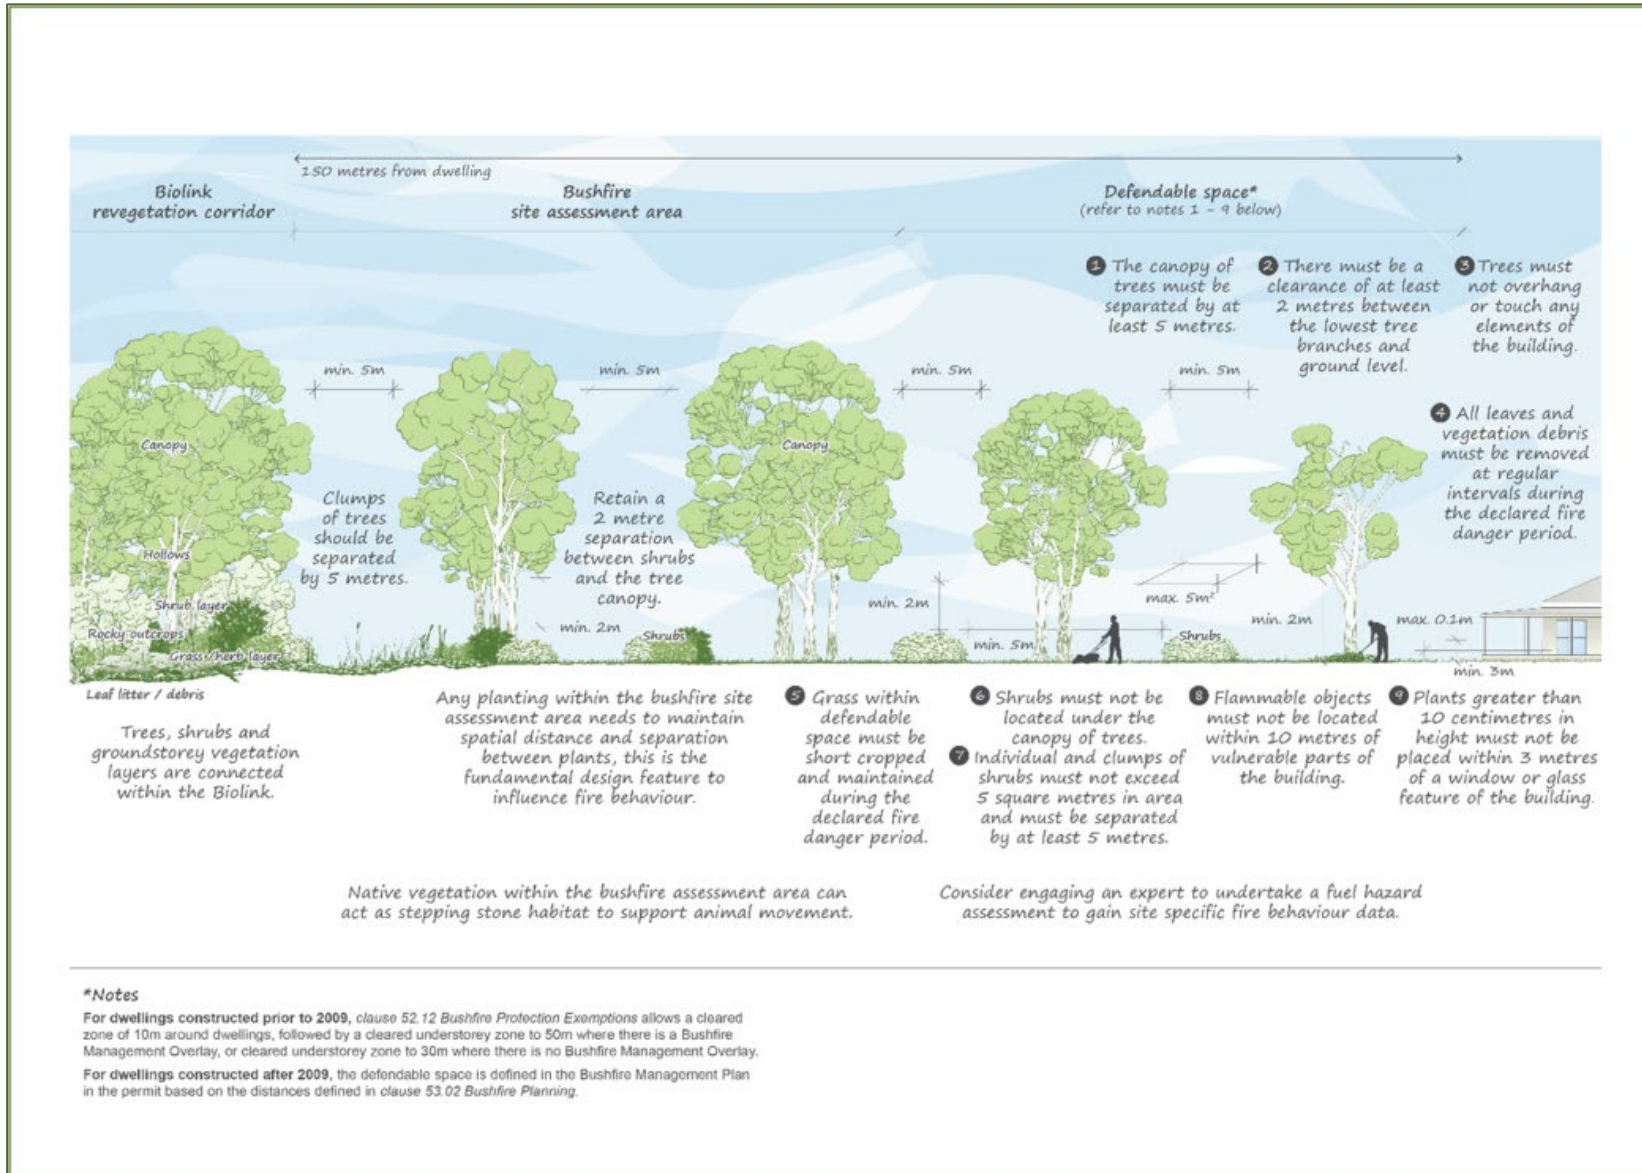 150 metres from dwelling
Biolink
revegetation corridor
Bushfire
site assessment area
Defendable space*
(refer to notes 1 - 9 below)
1 The canopy of
trees must be
separated by at
least 5 metres.
2 There must be a
clearance of at least
2 metres between
the lowest tree
branches and
ground level.
3 Trees must
not overhang
or touch any
elements of
the building.
min. 5m
min. 5m
min. 5m
min. 5m
4 All leaves and
vegetation debris
must be removed
at regular
intervals during
the declared fire
danger period.
Canopy
Canopy
Clumps
of trees
should be
separated
by 5 metres.
Retain a
2 metre
separation
between shrubs
and the tree
canopy.
Hollows
Shrub layer
Rocky outcrops
Grass / herb layer
Leaf litter / debris
min. 2m
Shrubs
min. 2m
min. 5m
max. 5m²
Shrubs
min. 2m
max. 0.1m
min. 3m
Trees, shrubs and
groundstorey vegetation
layers are connected
within the Biolink.
Any planting within the bushfire site
assessment area needs to maintain
spatial distance and separation
between plants, this is the
fundamental design feature to
influence fire behaviour.
5 Grass within
defendable
space must be
short cropped
and maintained
during the
declared fire
danger period.
6 Shrubs must not be
located under the
canopy of trees.
7 Individual and clumps of
shrubs must not exceed
5 square metres in area
and must be separated
by at least 5 metres.
8 Flammable objects
must not be located
within 10 metres of
vulnerable parts of
the building.
9 Plants greater than
10 centimetres in
height must not be
placed within 3 metres
of a window or glass
feature of the building.
Native vegetation within the bushfire assessment area can
act as stepping stone habitat to support animal movement.
Consider engaging an expert to undertake a fuel hazard
assessment to gain site specific fire behaviour data.
*Notes
For dwellings constructed prior to 2009, clause 52.12 Bushfire Protection Exemptions allows a cleared
zone of 10m around dwellings, followed by a cleared understorey zone to 50m where there is a Bushfire
Management Overlay, or cleared understorey zone to 30m where there is no Bushfire Management Overlay.
For dwellings constructed after 2009, the defendable space is defined in the Bushfire Management Plan
in the permit based on the distances defined in clause 53.02 Bushfire Planning.